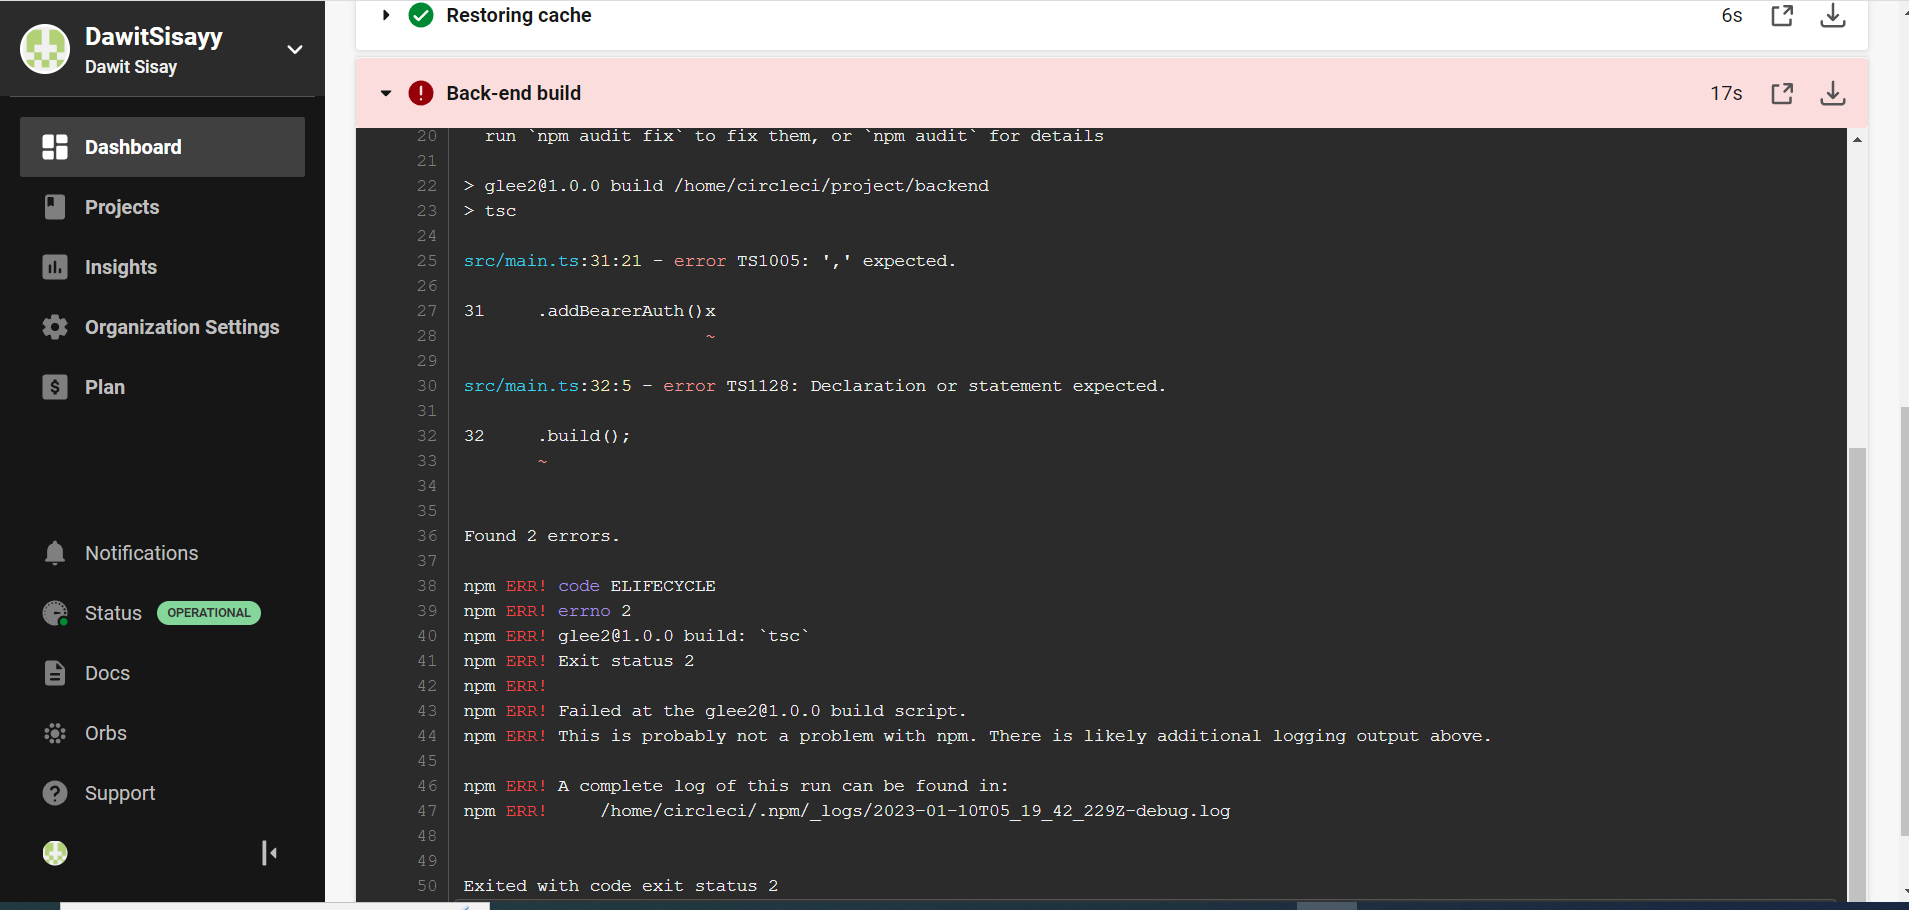 DawitSisayy
Dawit Sisay
Dashboard
Projects
Insights
Organization Settings
Plan
Notifications
Status OPERATIONAL
Docs
Orbs
Support
Restoring cache 6s
Back-end build 17s
20 run `npm audit fix` to fix them, or `npm audit` for details
21
22 > glee2@1.0.0 build /home/circleci/project/backend
23 > tsc
24
25 src/main.ts:31:21 - error TS1005: ',' expected.
26
27 31 .addBearerAuth()x
28 ~
29
30 src/main.ts:32:5 - error TS1128: Declaration or statement expected.
31
32 32 .build();
33 ~
34
35
36 Found 2 errors.
37
38 npm ERR! code ELIFECYCLE
39 npm ERR! errno 2
40 npm ERR! glee2@1.0.0 build: `tsc`
41 npm ERR! Exit status 2
42 npm ERR!
43 npm ERR! Failed at the glee2@1.0.0 build script.
44 npm ERR! This is probably not a problem with npm. There is likely additional logging output above.
45
46 npm ERR! A complete log of this run can be found in:
47 npm ERR! /home/circleci/.npm/_logs/2023-01-10T05_19_42_229Z-debug.log
48
49
50 Exited with code exit status 2